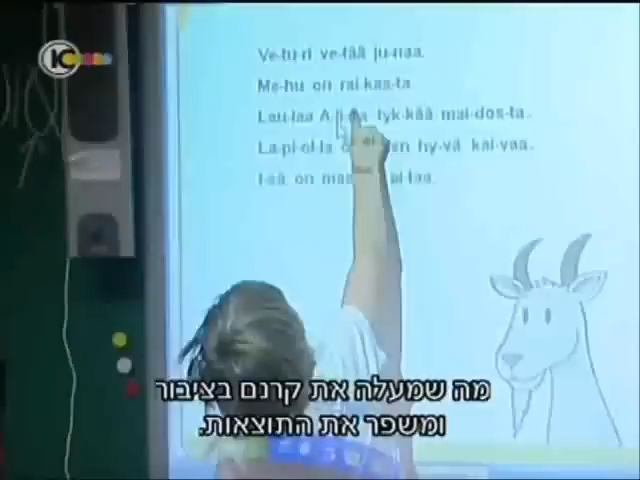 Ve-tu-ri ve-tää ju-naa.
Me-hu on rai-kas-ta.
Lau-laa A tyk-kää mai-dos-ta.
La-pi-ol-la hy-vä kai-vaa.
I-sä on
מה שמעלה את קרנם בציבור
ומשפר את התוצאות.